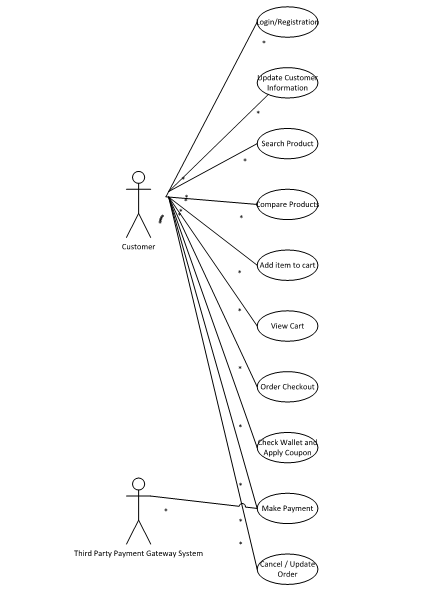 Login/Registration
Update Customer
Information
Search Product
Compare Products
Customer
Add item to cart
View Cart
Order Checkout
Check Wallet and
Apply Coupon
Make Payment
Third Party Payment Gateway System
Cancel / Update
Order